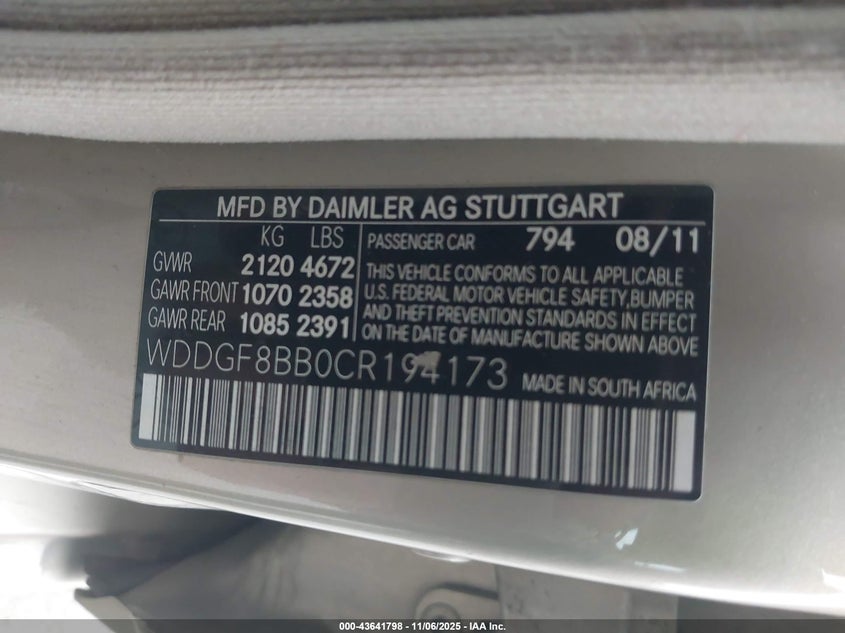 MFD BY DAIMLER AG STUTTGART
KG LBS
GVWR 2120 4672
GAWR FRONT 1070 2358
GAWR REAR 1085 2391
PASSENGER CAR 794 08/11
THIS VEHICLE CONFORMS TO ALL APPLICABLE
U.S. FEDERAL MOTOR VEHICLE SAFETY,BUMPER
AND THEFT PREVENTION STANDARDS IN EFFECT
ON THE DATE OF MANUFACTURE SHOWN ABOVE
WDDGF8BB0CR194173
MADE IN SOUTH AFRICA
000-43641798 - 11/06/2025 - IAA Inc.